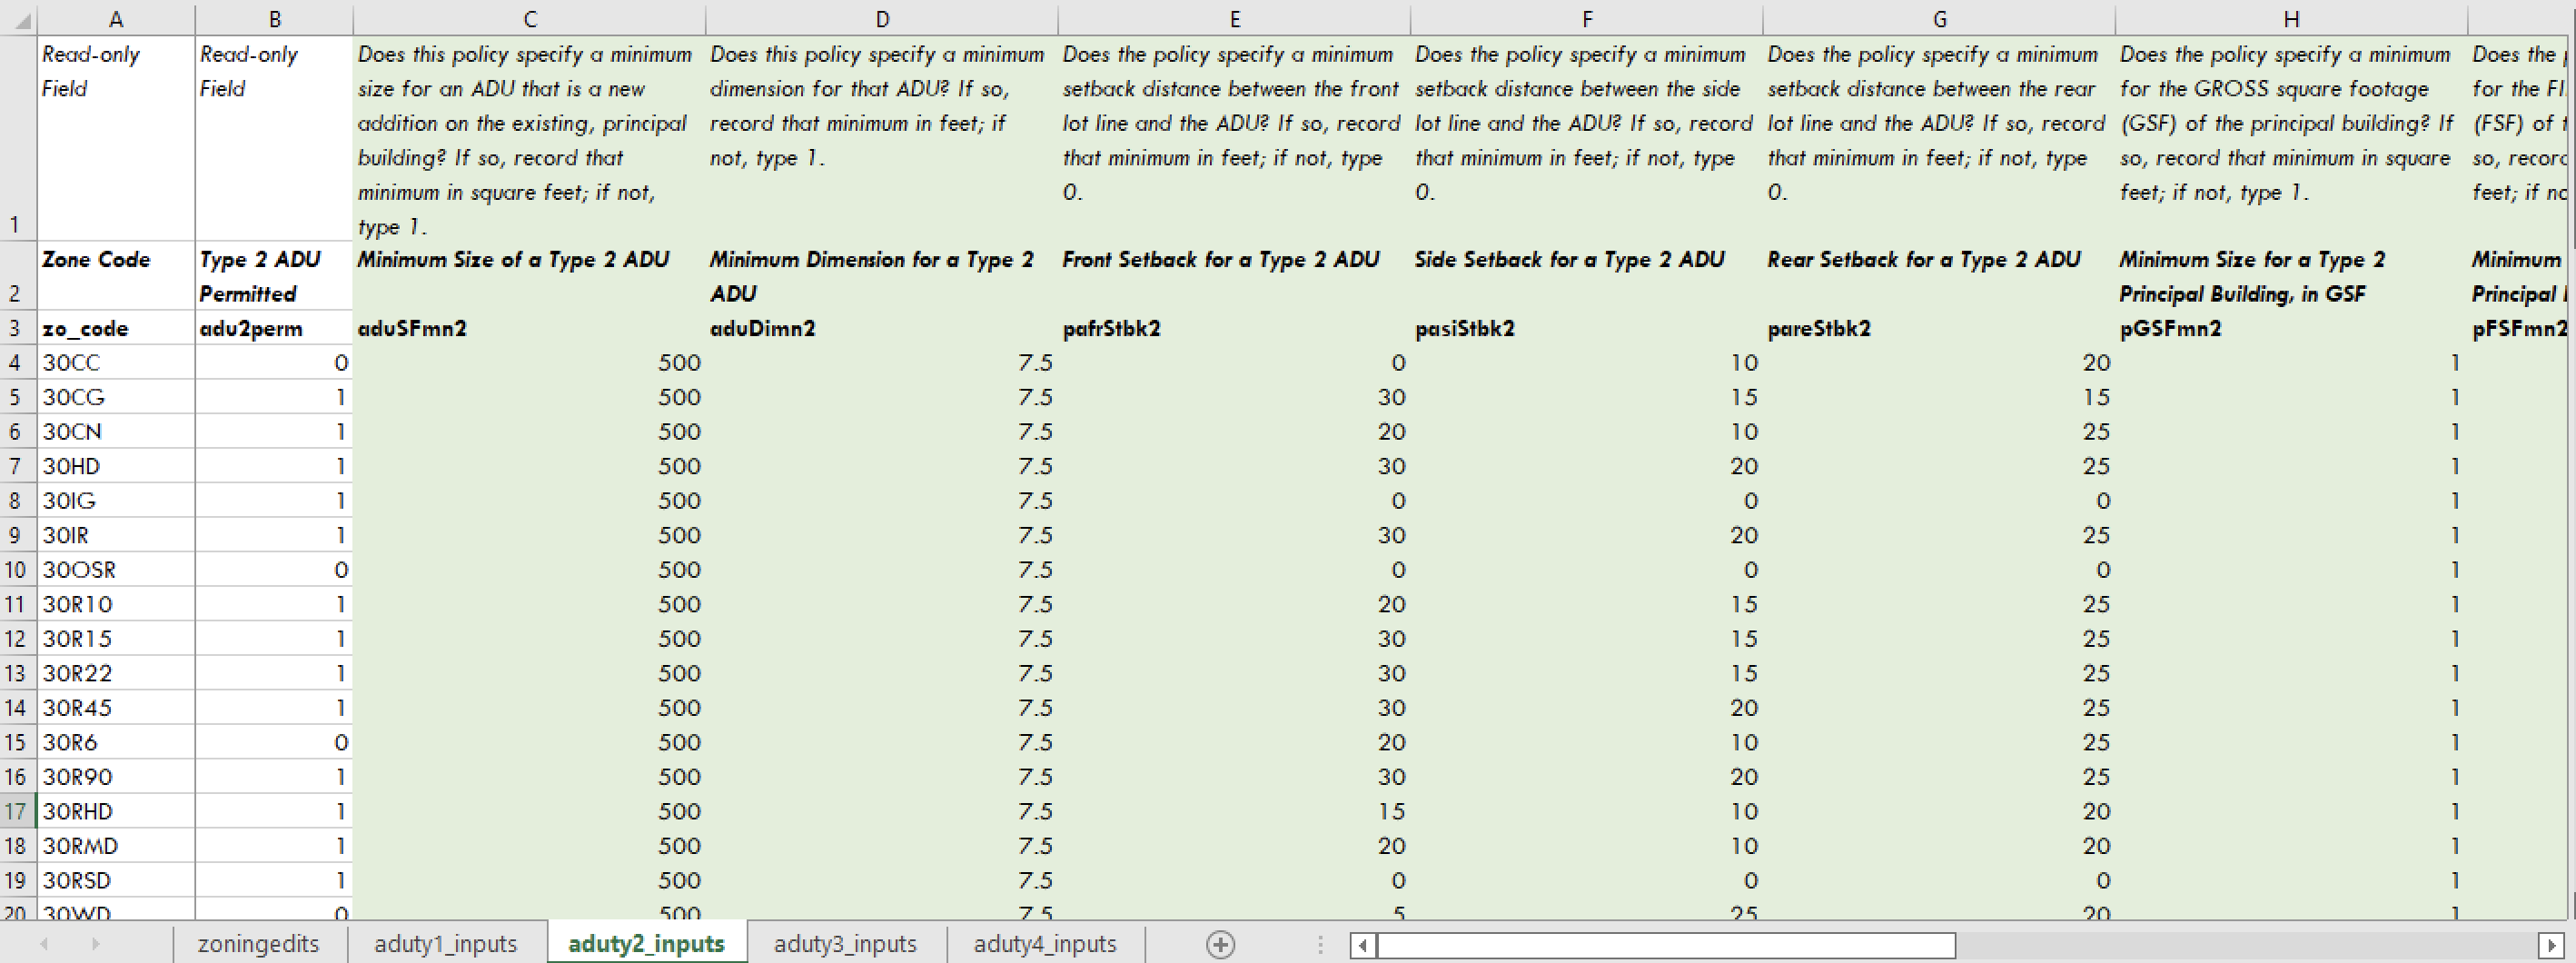 A B C D E F G H
1
Read-only
Field
Read-only
Field
Does this policy specify a minimum
size for an ADU that is a new
addition on the existing, principal
building? If so, record that
minimum in square feet; if not,
type 1.
Does this policy specify a minimum
dimension for that ADU? If so,
record that minimum in feet; if
not, type 1.
Does the policy specify a minimum
setback distance between the front
lot line and the ADU? If so, record
that minimum in feet; if not, type
0.
Does the policy specify a minimum
setback distance between the side
lot line and the ADU? If so, record
that minimum in feet; if not, type
0.
Does the policy specify a minimum
setback distance between the rear
lot line and the ADU? If so, record
that minimum in feet; if not, type
0.
Does the policy specify a minimum
for the GROSS square footage
(GSF) of the principal building? If
so, record that minimum in square
feet; if not, type 1.
Does the
for the
(FSF) of
so,
feet; if
2
Zone Code
Type 2 ADU
Permitted
Minimum Size of a Type 2 ADU
Minimum Dimension for a Type 2
ADU
Front Setback for a Type 2 ADU
Side Setback for a Type 2 ADU
Rear Setback for a Type 2 ADU
Minimum Size for a Type 2
Principal Building, in GSF
Minimum
Principal
3 zo_code adu2perm aduSFmn2 aduDimn2 pafrStbk2 pasiStbk2 pareStbk2 pGSFmn2 pFSFmn2
4 30CC 0 500 7.5 0 10 20 1
5 30CG 1 500 7.5 30 15 15 1
6 30CN 1 500 7.5 20 10 25 1
7 30HD 1 500 7.5 30 20 25 1
8 30IG 1 500 7.5 0 0 0 1
9 30IR 1 500 7.5 30 20 25 1
10 30OSR 0 500 7.5 0 0 0 1
11 30R10 1 500 7.5 20 15 25 1
12 30R15 1 500 7.5 30 15 25 1
13 30R22 1 500 7.5 30 15 25 1
14 30R45 1 500 7.5 30 20 25 1
15 30R6 0 500 7.5 20 10 25 1
16 30R90 1 500 7.5 30 20 25 1
17 30RHD 1 500 7.5 15 10 20 1
18 30RMD 1 500 7.5 20 10 20 1
19 30RSD 1 500 7.5 0 0 0 1
20 30WD 0 500 7.5 5 25 20 1
zoningedits aduty1_inputs aduty2_inputs aduty3_inputs aduty4_inputs